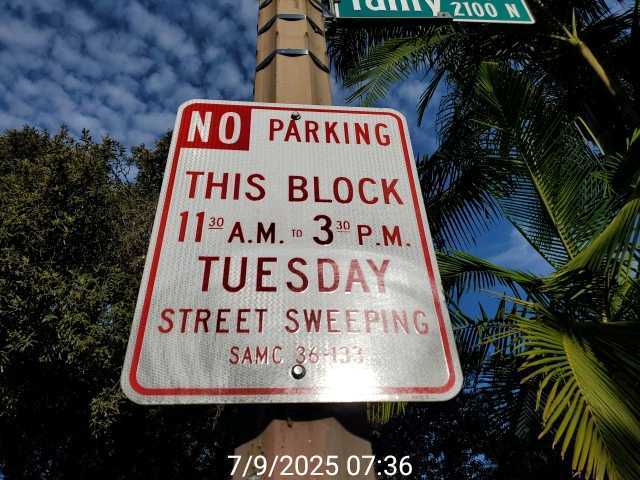 2100 N
NO PARKING
THIS BLOCK
11 30 A.M. TO 3 30 P.M.
TUESDAY
STREET SWEEPING
SAMC 36-133
7/9/2025 07:36